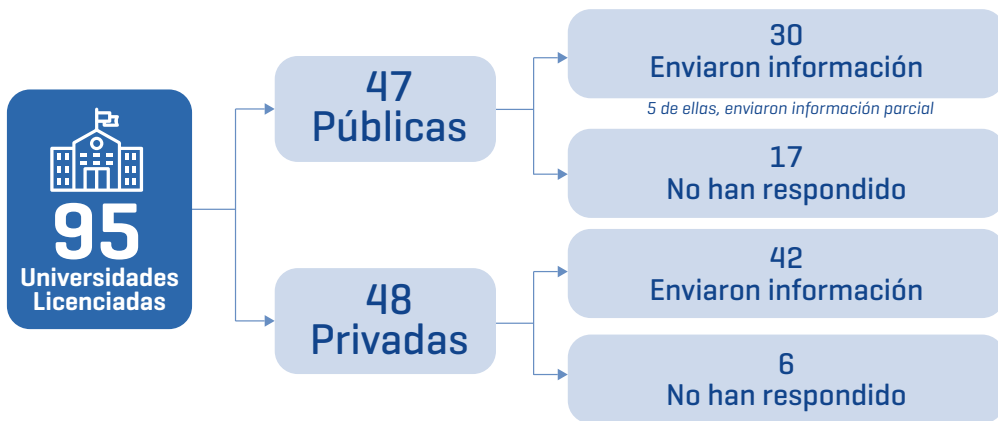 95
Universidades
Licenciadas
47
Públicas
30
Enviaron información
5 de ellas, enviaron información parcial
17
No han respondido
48
Privadas
42
Enviaron información
6
No han respondido